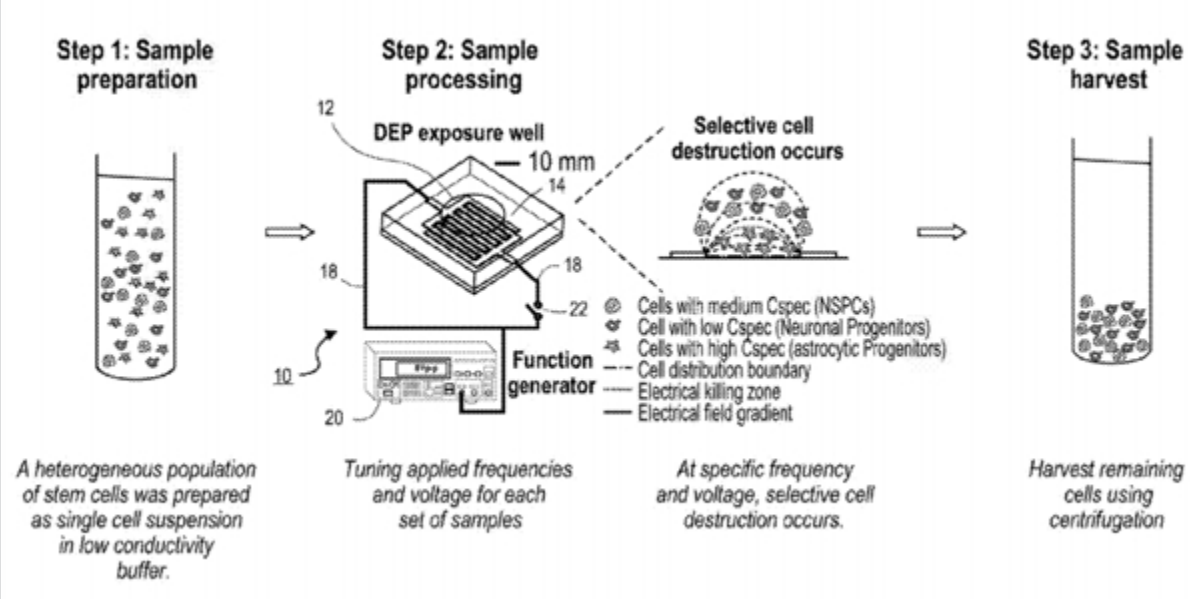 Step 1: Sample
preparation
Step 2: Sample
processing
Step 3: Sample
harvest
12
DEP exposure well
10 mm
14
Selective cell
destruction occurs
18
18
22
10
20
Function
generator
Cells with medium Cspec (NSPCs)
Cell with low Cspec (Neuronal Progenitors)
Cells with high Cspec (astrocytic Progenitors)
Cell distribution boundary
Electrical killing zone
Electrical field gradient
A heterogeneous population
of stem cells was prepared
as single cell suspension
in low conductivity
buffer.
Tuning applied frequencies
and voltage for each
set of samples
At specific frequency
and voltage, selective cell
destruction occurs.
Harvest remaining
cells using
centrifugation